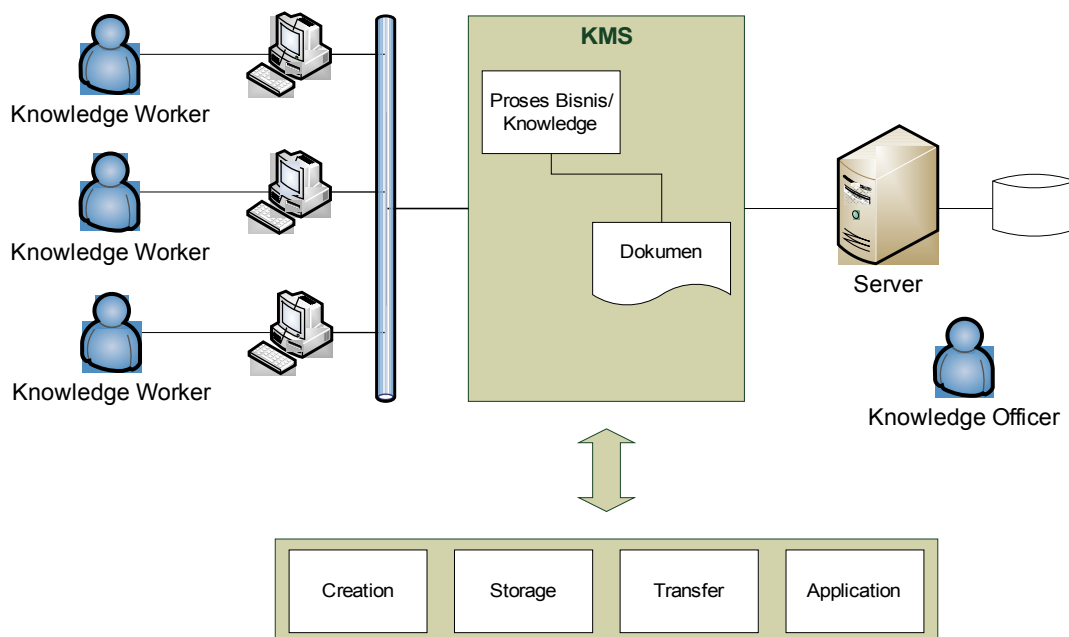 KMS
Knowledge Worker
Proses Bisnis/
Knowledge
Knowledge Worker
Dokumen
Server
Knowledge Worker
Knowledge Officer
Creation
Storage
Transfer
Application